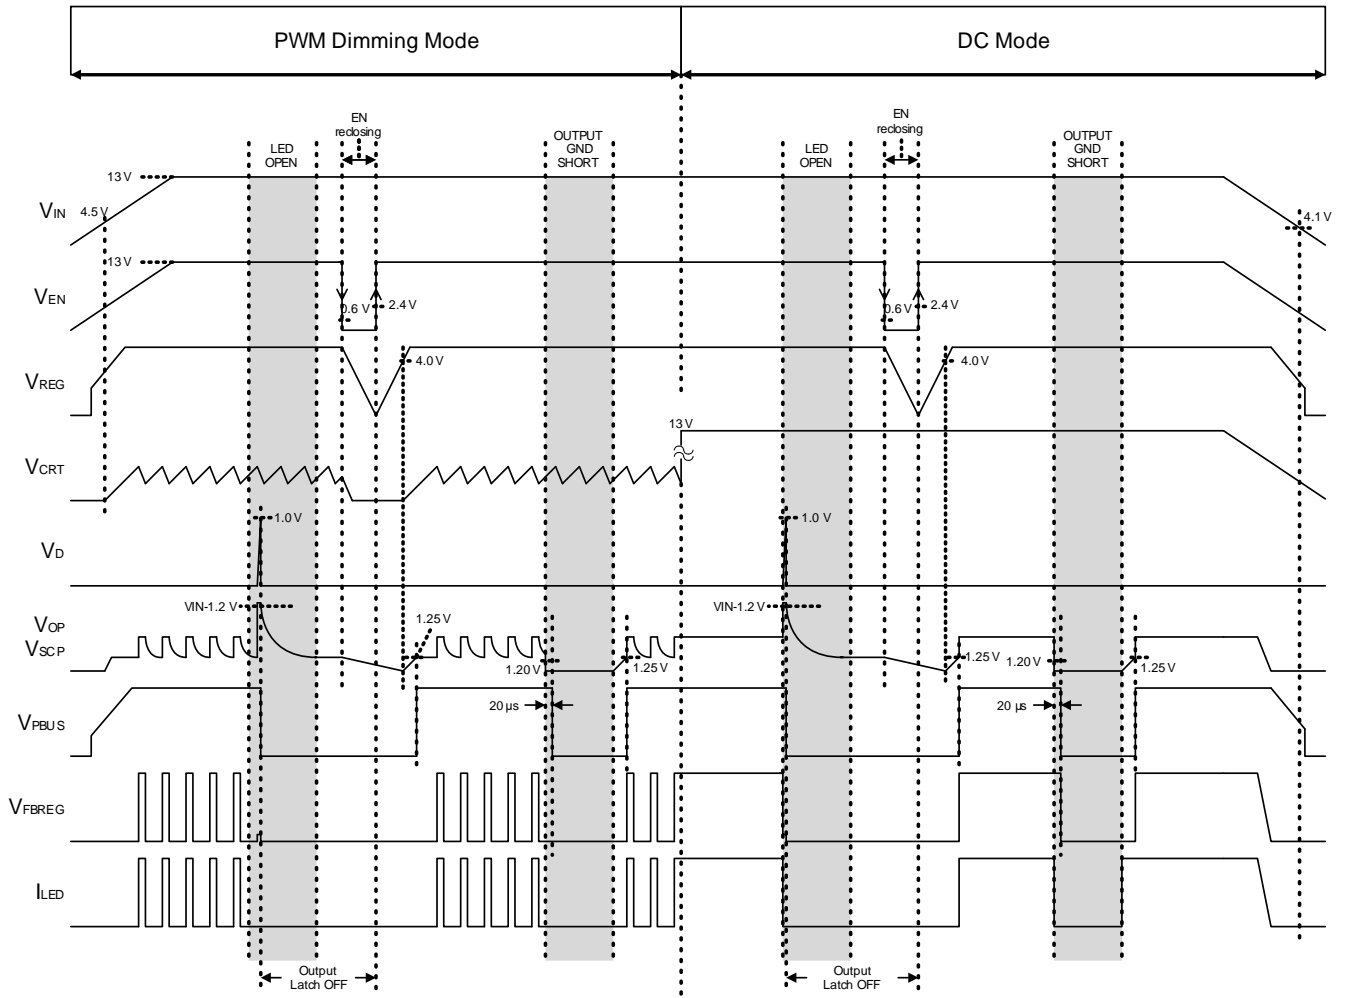 PWM Dimming Mode
DC Mode
EN
reclosing
LED
OPEN
OUTPUT
GND
SHORT
EN
reclosing
LED
OPEN
OUTPUT
GND
SHORT
VIN
13 V
4.5 V
4.1 V
VEN
13 V
0.6 V
2.4 V
0.6 V
2.4 V
VREG
4.0 V
4.0 V
VCRT
13 V
VD
1.0 V
1.0 V
VOP
VSCP
VIN-1.2 V
1.25 V
1.20 V
1.25 V
VIN-1.2 V
1.25 V
1.20 V
1.25 V
VPBUS
20 µs
20 µs
VFBREG
ILED
Output
Latch OFF
Output
Latch OFF